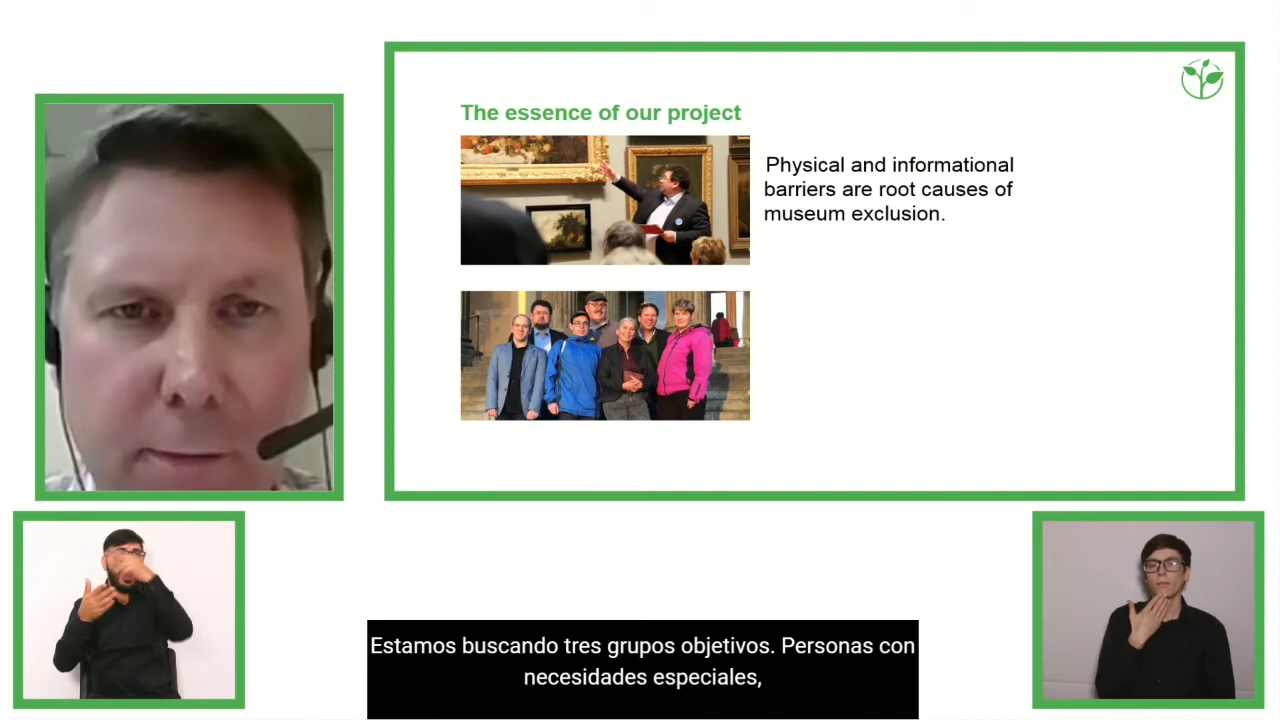 The essence of our project
Physical and informational
barriers are root causes of
museum exclusion.
Estamos buscando tres grupos objetivos. Personas con
necesidades especiales,